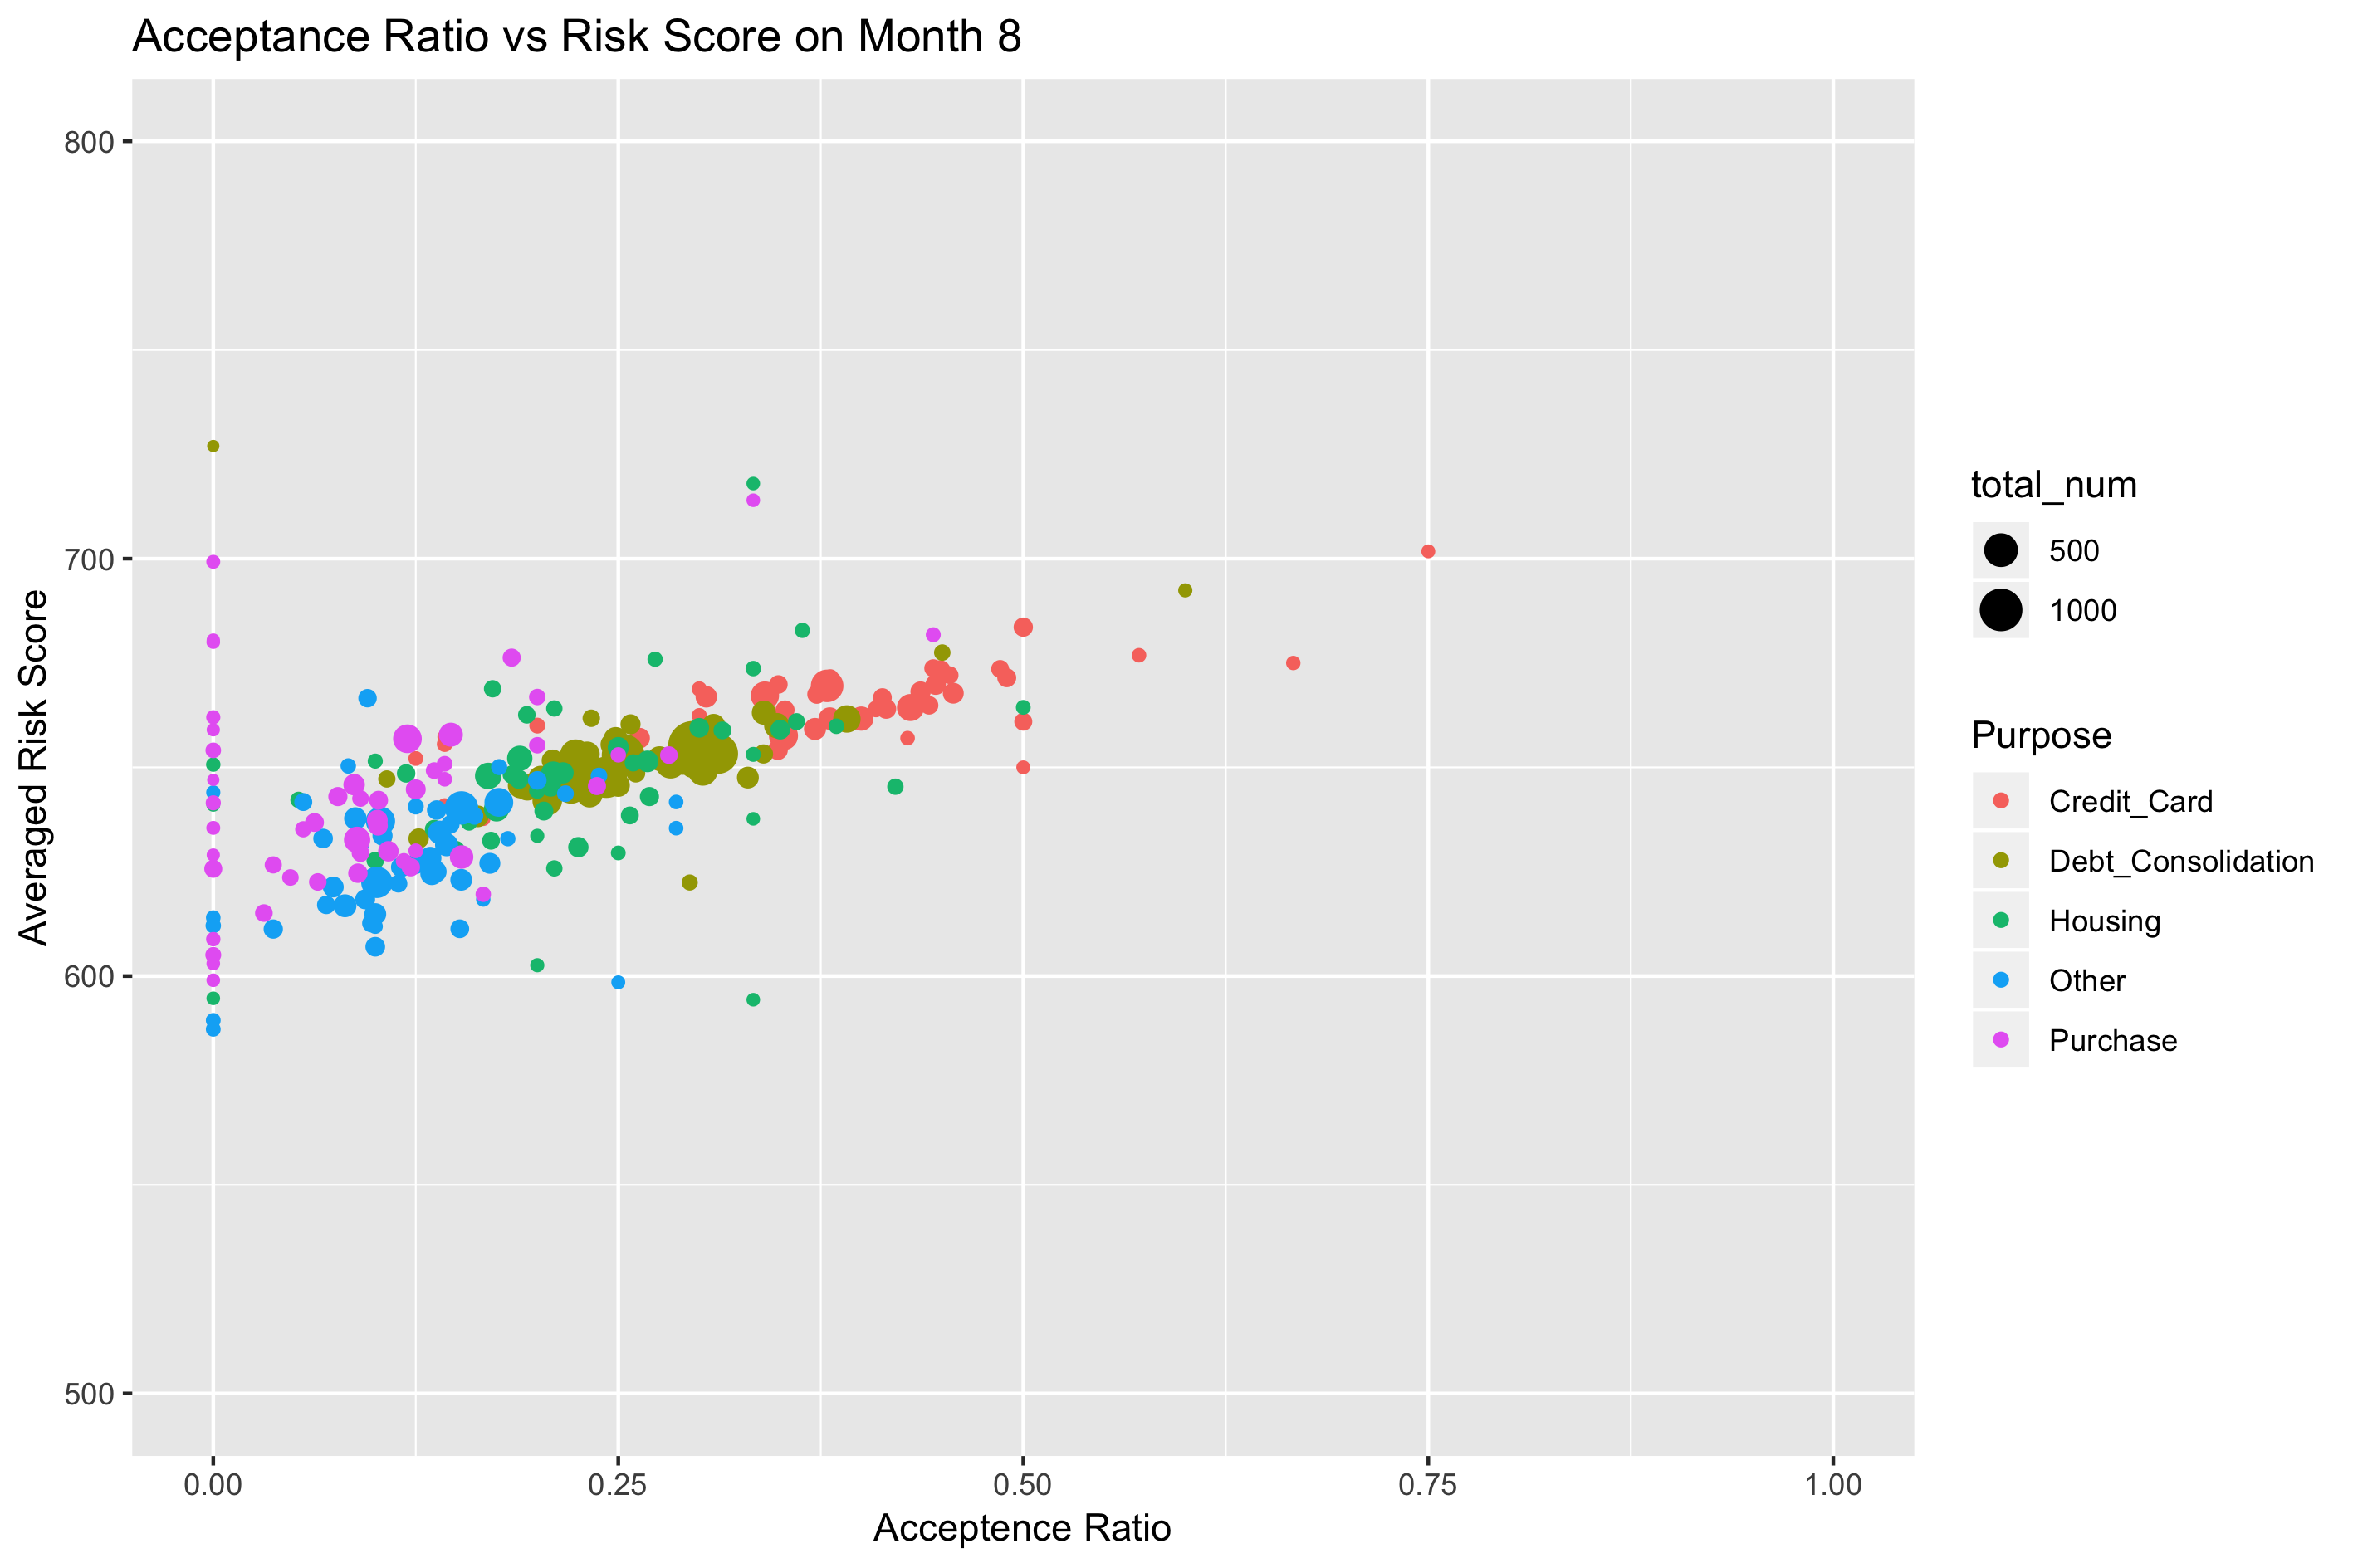 Acceptance Ratio vs Risk Score on Month 8
Averaged Risk Score
800
700
600
500
0.00
0.25
0.50
0.75
1.00
Acceptence Ratio
total_num
500
1000
Purpose
Credit_Card
Debt_Consolidation
Housing
Other
Purchase